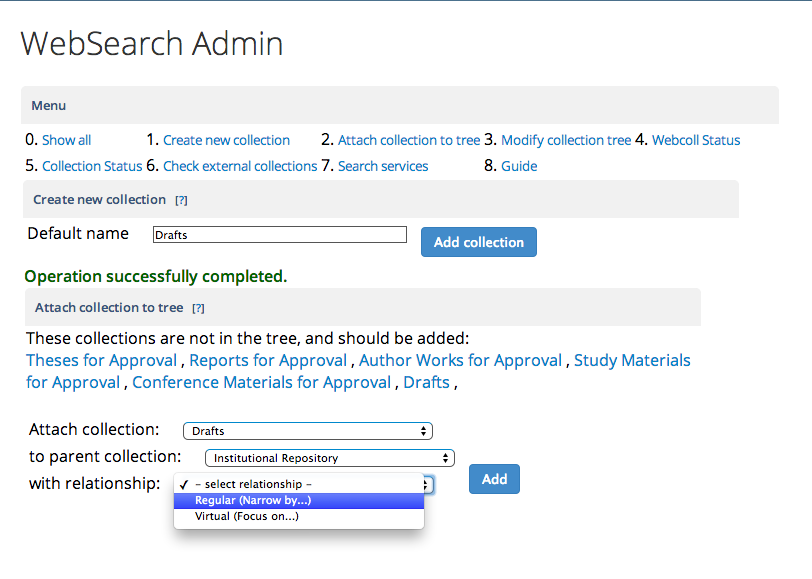 WebSearch Admin
Menu
0. Show all 1. Create new collection 2. Attach collection to tree 3. Modify collection tree 4. Webcoll Status
5. Collection Status 6. Check external collections 7. Search services 8. Guide
Create new collection [?]
Default name Drafts Add collection
Operation successfully completed.
Attach collection to tree [?]
These collections are not in the tree, and should be added:
Theses for Approval , Reports for Approval , Author Works for Approval , Study Materials
for Approval , Conference Materials for Approval , Drafts ,
Attach collection: Drafts
to parent collection: Institutional Repository
with relationship: ✓ - select relationship - Add
Regular (Narrow by...)
Virtual (Focus on...)